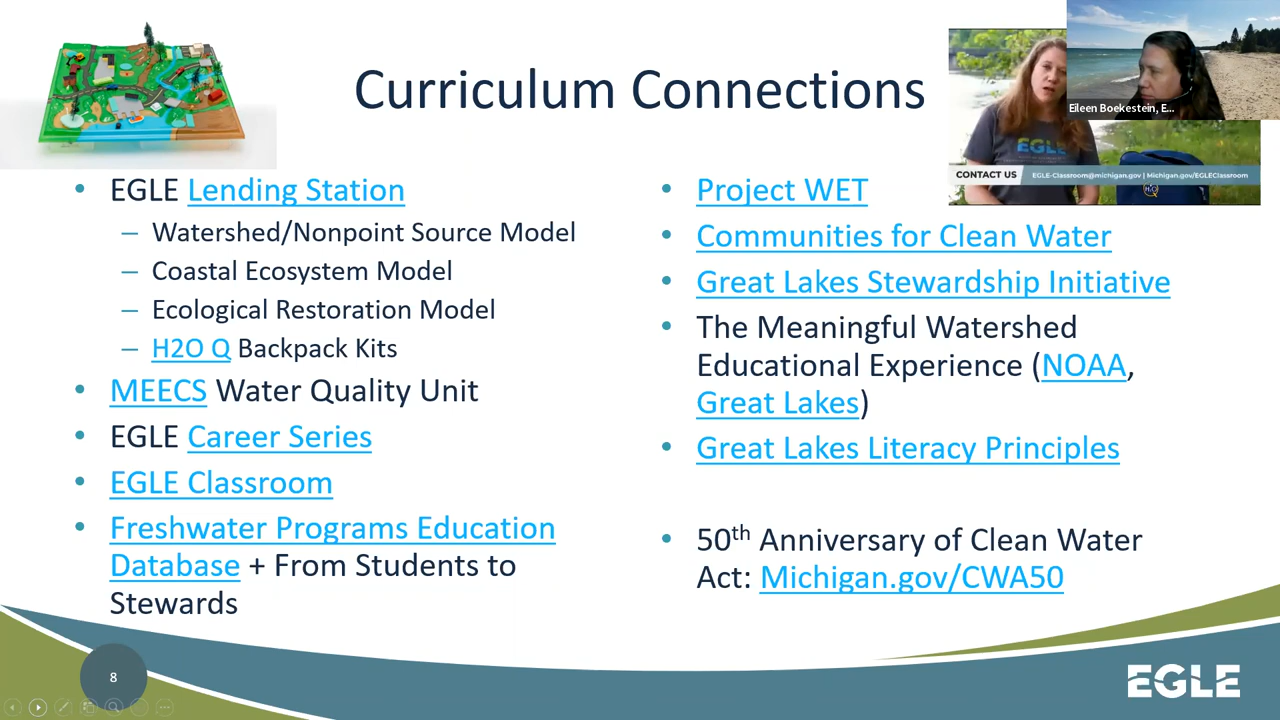 Curriculum Connections
Eileen Boekestein, E...
EGLE
CONTACT US
EGLE-Classroom@michigan.gov | Michigan.gov/EGLEClassroom
H2O
Q
• EGLE Lending Station
– Watershed/Nonpoint Source Model
– Coastal Ecosystem Model
– Ecological Restoration Model
– H2O Q Backpack Kits
• MEECS Water Quality Unit
• EGLE Career Series
• EGLE Classroom
• Freshwater Programs Education
Database + From Students to
Stewards
• Project WET
• Communities for Clean Water
• Great Lakes Stewardship Initiative
• The Meaningful Watershed
Educational Experience (NOAA,
Great Lakes)
• Great Lakes Literacy Principles
• 50th Anniversary of Clean Water
Act: Michigan.gov/CWA50
8
EGLE